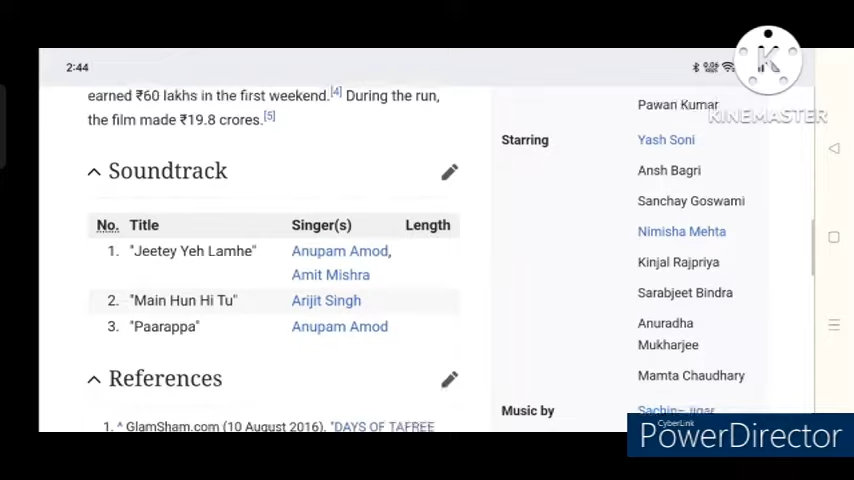 2:44
KINEMASTER
earned ₹60 lakhs in the first weekend.[4] During the run,
the film made ₹19.8 crores.[5]
Soundtrack
No. Title Singer(s) Length
1. "Jeetey Yeh Lamhe" Anupam Amod,
Amit Mishra
2. "Main Hun Hi Tu" Arijit Singh
3. "Paarappa" Anupam Amod
References
1. ^ GlamSham.com (10 August 2016). "DAYS OF TAFREE
Pawan Kumar
Starring Yash Soni
Ansh Bagri
Sanchay Goswami
Nimisha Mehta
Kinjal Rajpriya
Sarabjeet Bindra
Anuradha
Mukharjee
Mamta Chaudhary
Music by Sachin-Jigar
CyberLink
PowerDirector